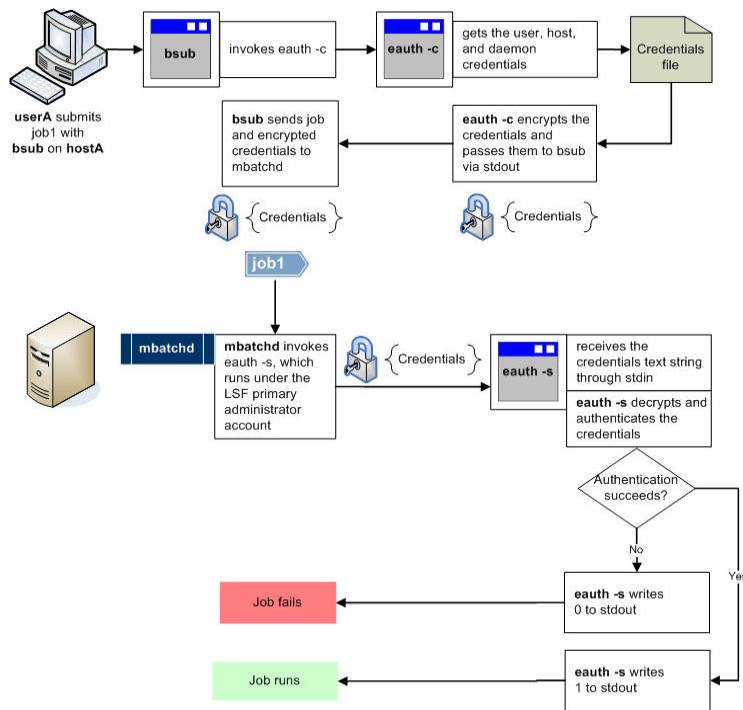 bsub
invokes eauth -c
eauth -c
gets the user, host,
and daemon
credentials
Credentials
file
userA submits
job1 with
bsub on hostA
bsub sends job
and encrypted
credentials to
mbatchd
eauth -c encrypts the
credentials and
passes them to bsub
via stdout
{Credentials}
{Credentials}
job1
mbatchd
mbatchd invokes
eauth -s, which
runs under the
LSF primary
administrator
account
{Credentials}
eauth -s
receives the
credentials text string
through stdin
eauth -s decrypts and
authenticates the
credentials
Authentication
succeeds?
No
Yes
eauth -s writes
0 to stdout
Job fails
eauth -s writes
1 to stdout
Job runs